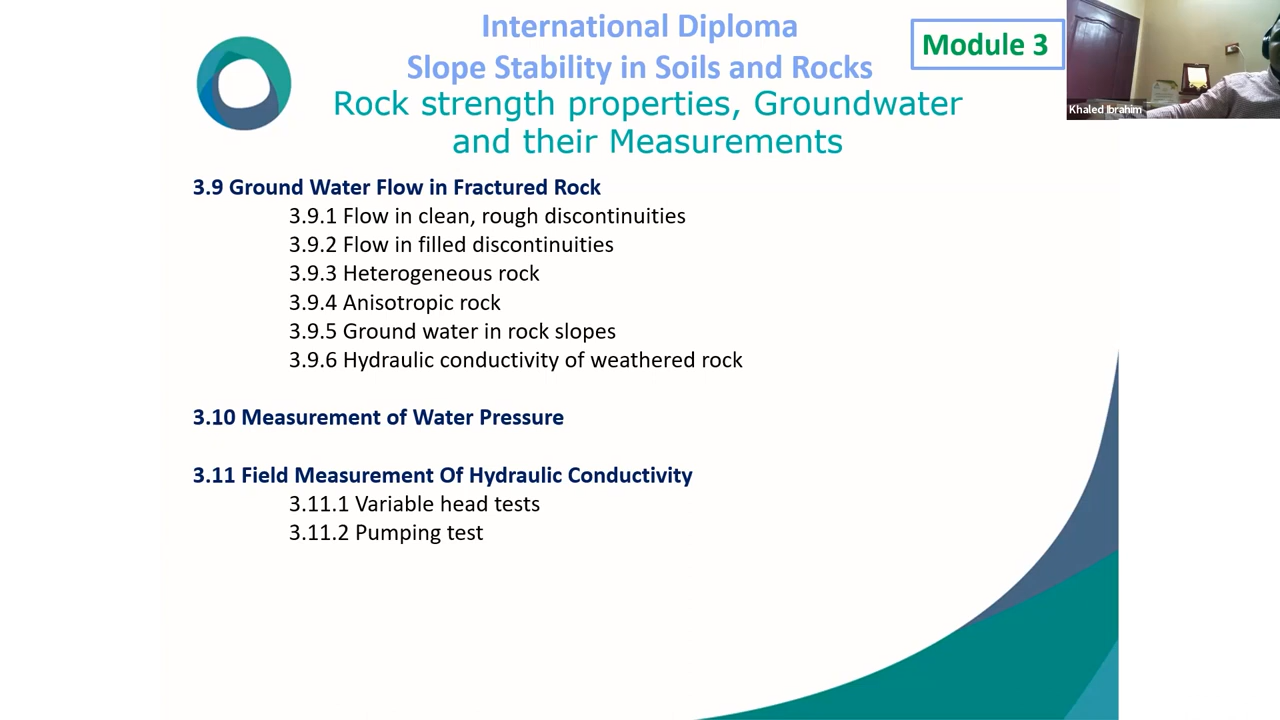 International Diploma
Slope Stability in Soils and Rocks
Module 3
Rock strength properties, Groundwater
and their Measurements
Khaled Ibrahim
3.9 Ground Water Flow in Fractured Rock
3.9.1 Flow in clean, rough discontinuities
3.9.2 Flow in filled discontinuities
3.9.3 Heterogeneous rock
3.9.4 Anisotropic rock
3.9.5 Ground water in rock slopes
3.9.6 Hydraulic conductivity of weathered rock
3.10 Measurement of Water Pressure
3.11 Field Measurement Of Hydraulic Conductivity
3.11.1 Variable head tests
3.11.2 Pumping test